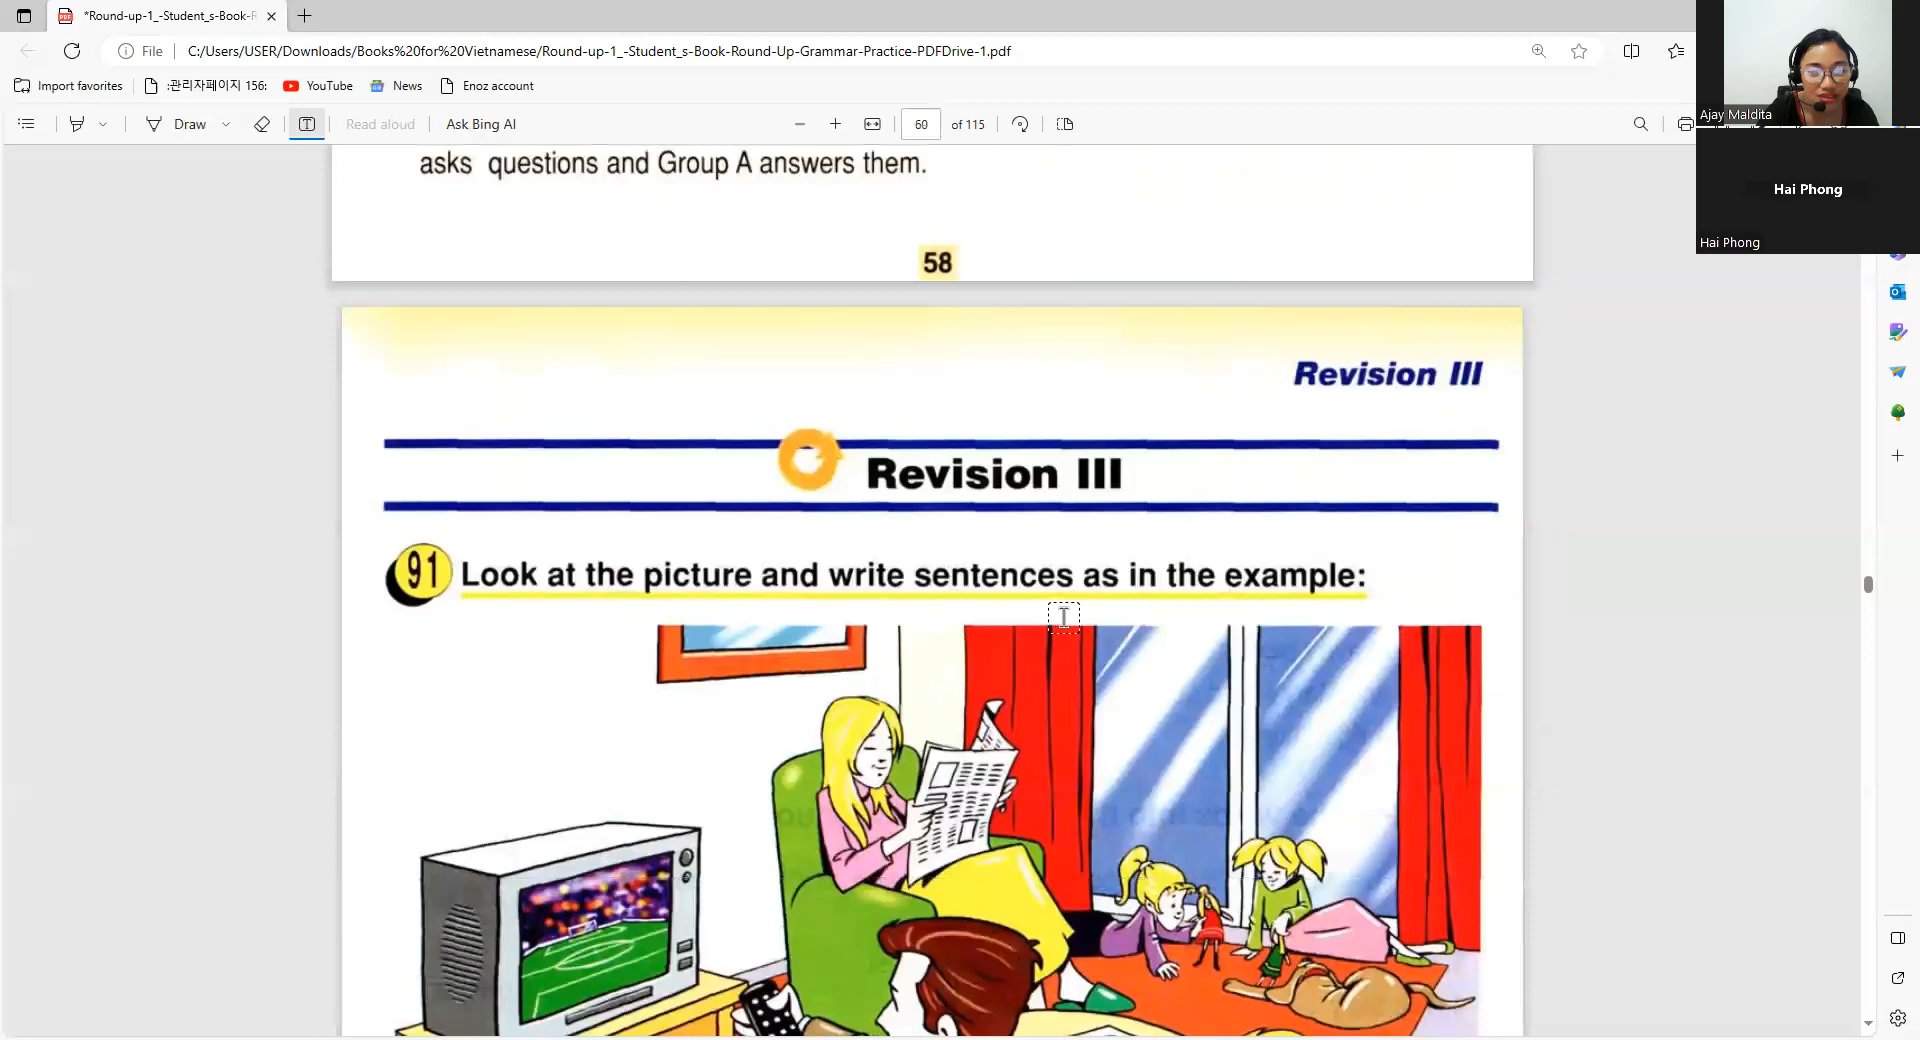 *Round-up-1_-Student_s-Book-R
File
C:/Users/USER/Downloads/Books%20for%20Vietnamese/Round-up-1_-Student_s-Book-Round-Up-Grammar-Practice-PDFDrive-1.pdf
Import favorites
:관리자페이지 156:
YouTube
News
Enoz account
Draw
Read aloud
Ask Bing AI
60 of 115
Ajay Maldita
Hai Phong
Hai Phong
asks questions and Group A answers them.
58
Revision III
Revision III
91 Look at the picture and write sentences as in the example: